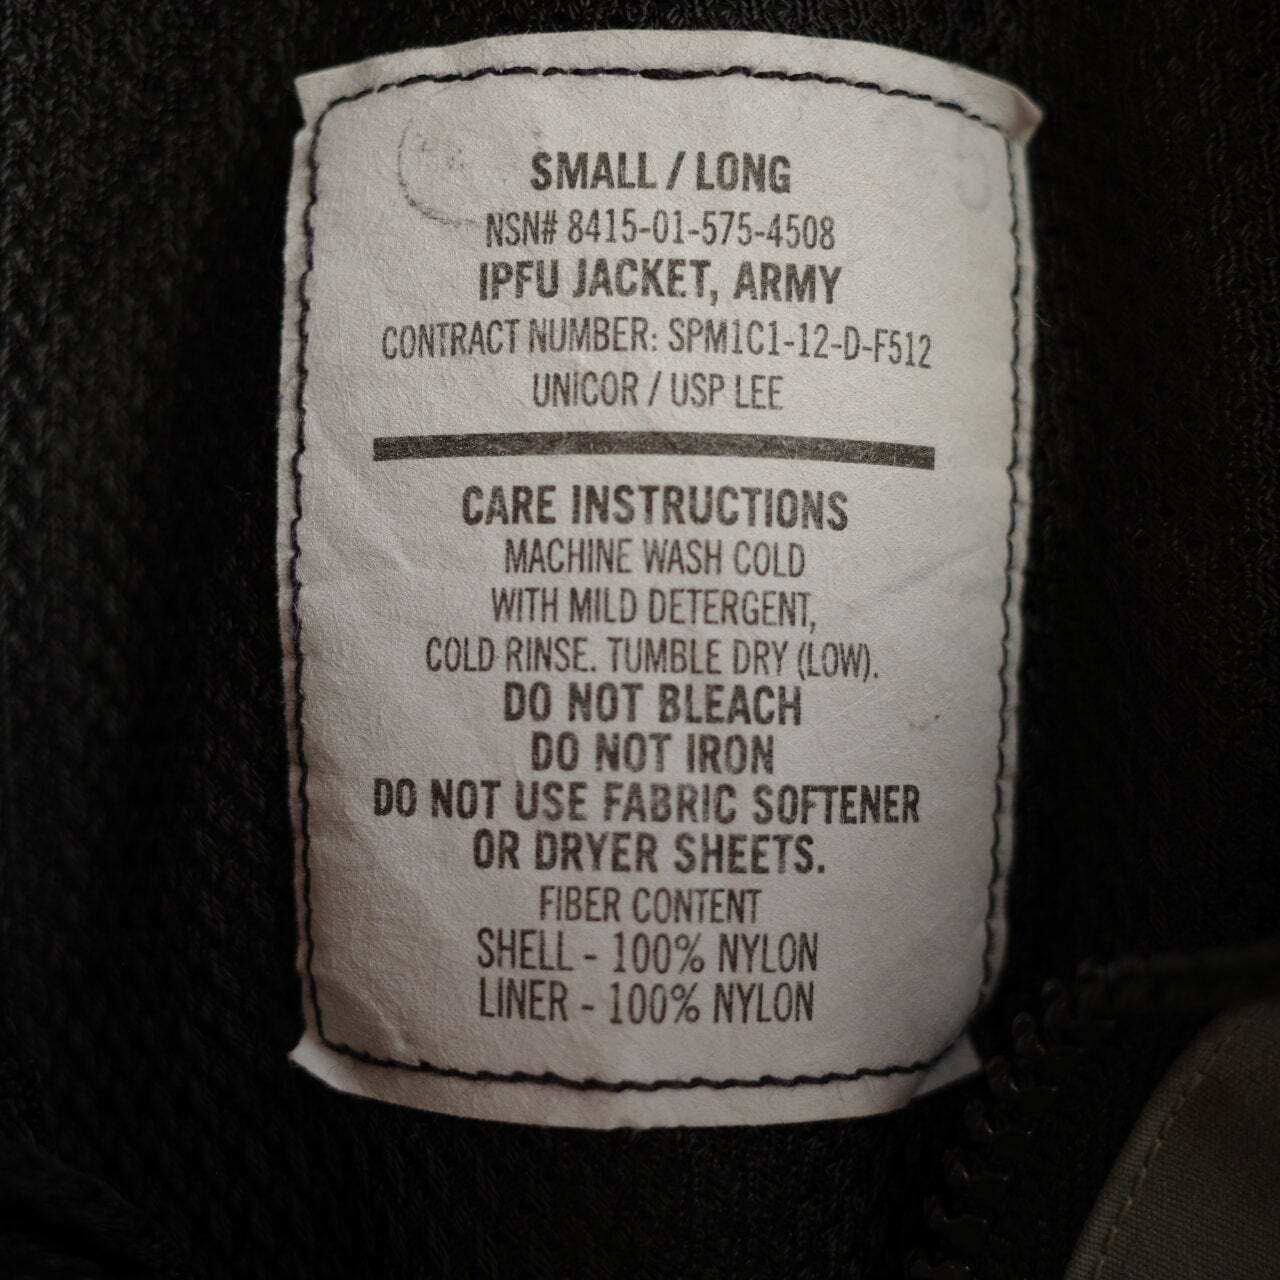 SMALL / LONG
NSN# 8415-01-575-4508
IPFU JACKET, ARMY
CONTRACT NUMBER: SPM1C1-12-D-F512
UNICOR / USP LEE
CARE INSTRUCTIONS
MACHINE WASH COLD
WITH MILD DETERGENT,
COLD RINSE. TUMBLE DRY (LOW).
DO NOT BLEACH
DO NOT IRON
DO NOT USE FABRIC SOFTENER
OR DRYER SHEETS.
FIBER CONTENT
SHELL - 100% NYLON
LINER - 100% NYLON